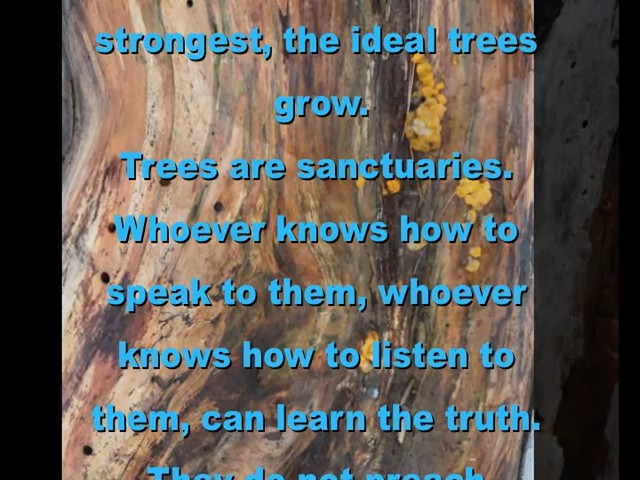 strongest, the ideal trees
grow.
Trees are sanctuaries.
Whoever knows how to
speak to them, whoever
knows how to listen to
them, can learn the truth.
They do not preach